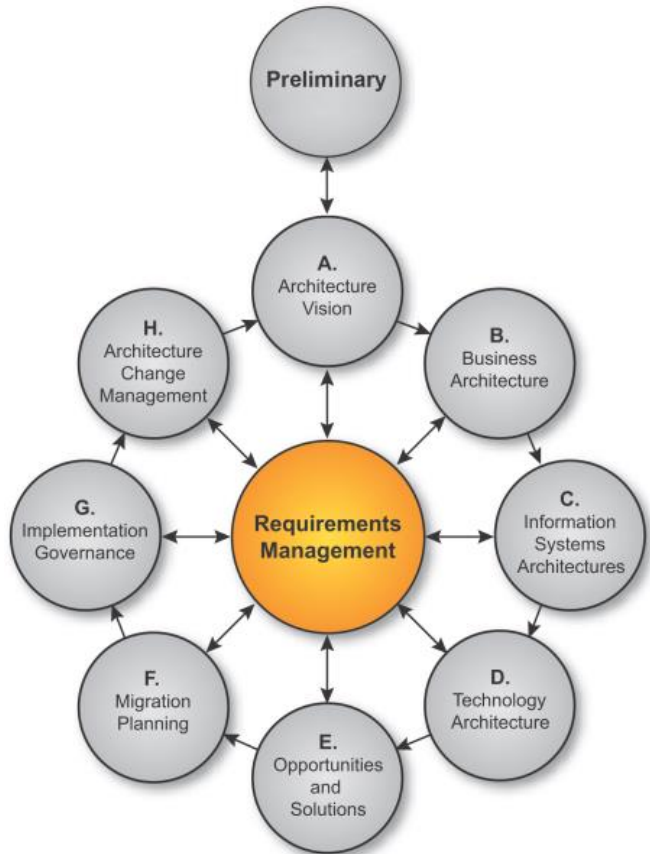 Preliminary
A.
Architecture
Vision
B.
Business
Architecture
C.
Information
Systems
Architectures
D.
Technology
Architecture
E.
Opportunities
and
Solutions
F.
Migration
Planning
G.
Implementation
Governance
H.
Architecture
Change
Management
Requirements
Management